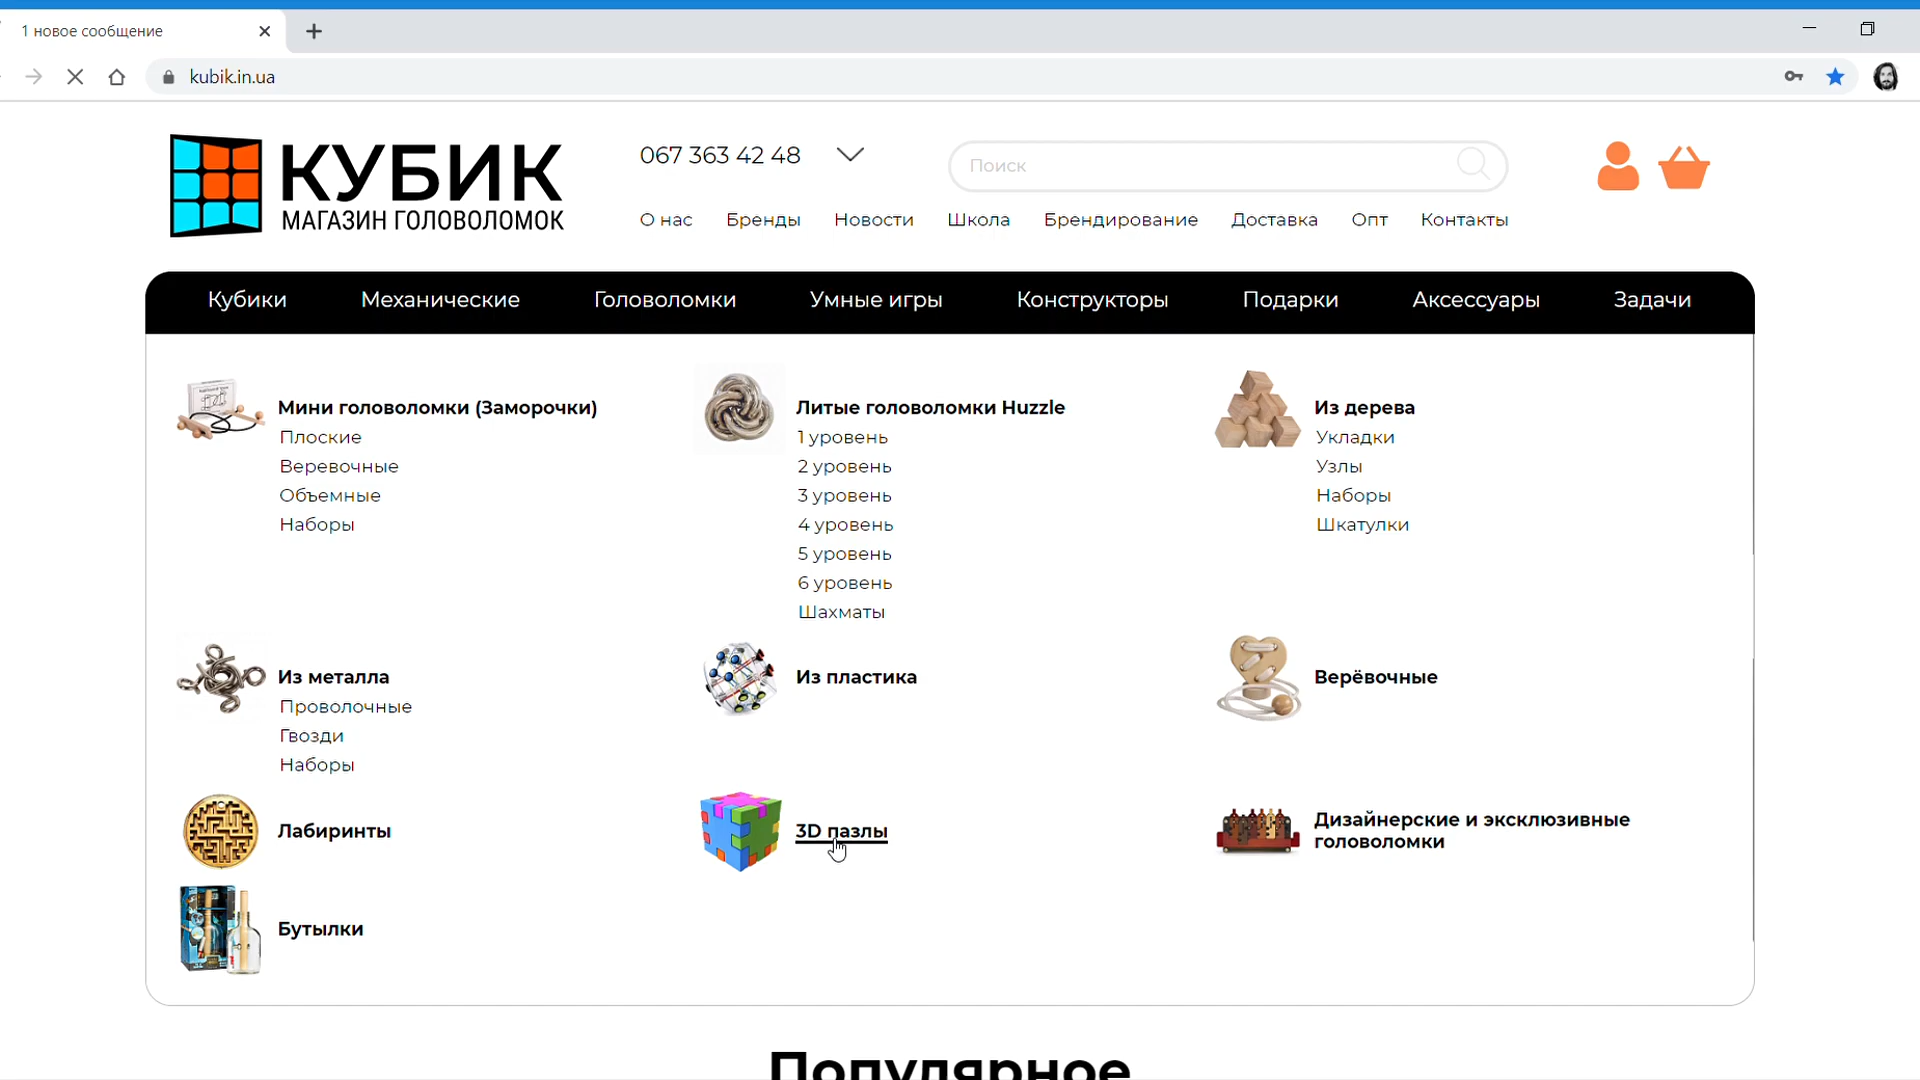 1 новое сообщение
kubik.in.ua
КУБИК
МАГАЗИН ГОЛОВОЛОМОК
067 363 42 48
Поиск
О нас Бренды Новости Школа Брендирование Доставка Опт Контакты
Кубики Механические Головоломки Умные игры Конструкторы Подарки Аксессуары Задачи
Мини головоломки (Заморочки)
Плоские
Веревочные
Объемные
Наборы
Литые головоломки Huzzle
1 уровень
2 уровень
3 уровень
4 уровень
5 уровень
6 уровень
Шахматы
Из дерева
Укладки
Узлы
Наборы
Шкатулки
Из металла
Проволочные
Гвозди
Наборы
Из пластика
Верёвочные
Лабиринты
3D пазлы
Дизайнерские и эксклюзивные
головоломки
Бутылки
Популярное